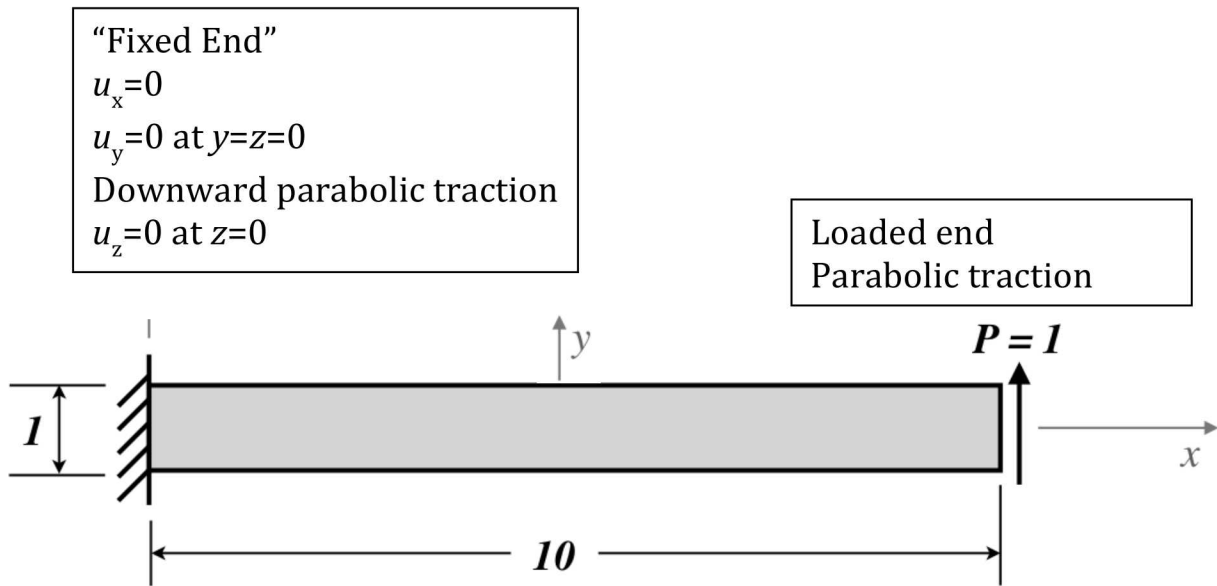 “Fixed End”
uₓ=0
u_y=0 at y=z=0
Downward parabolic traction
u_z=0 at z=0
Loaded end
Parabolic traction
y
P = 1
1
x
10